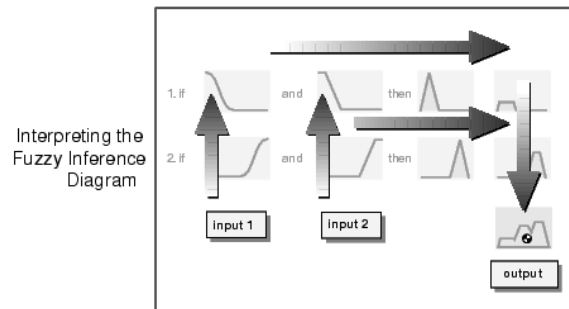 Interpreting the
Fuzzy Inference
Diagram
1. if and then
2. if and then
input 1 input 2
output